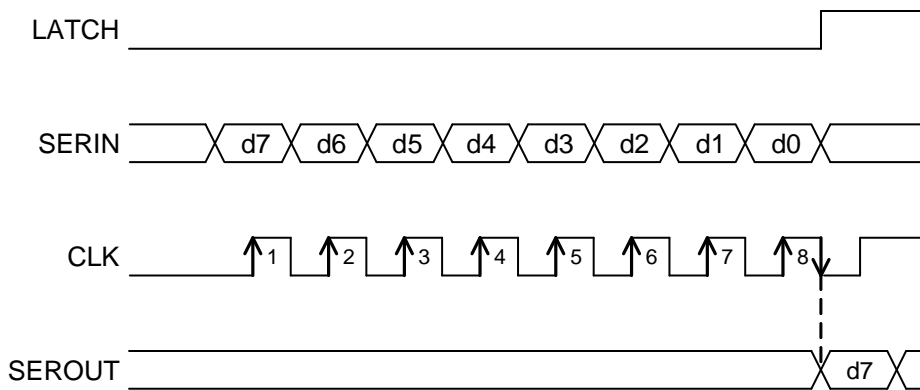 LATCH
SERIN d7 d6 d5 d4 d3 d2 d1 d0
CLK 1 2 3 4 5 6 7 8
SEROUT d7